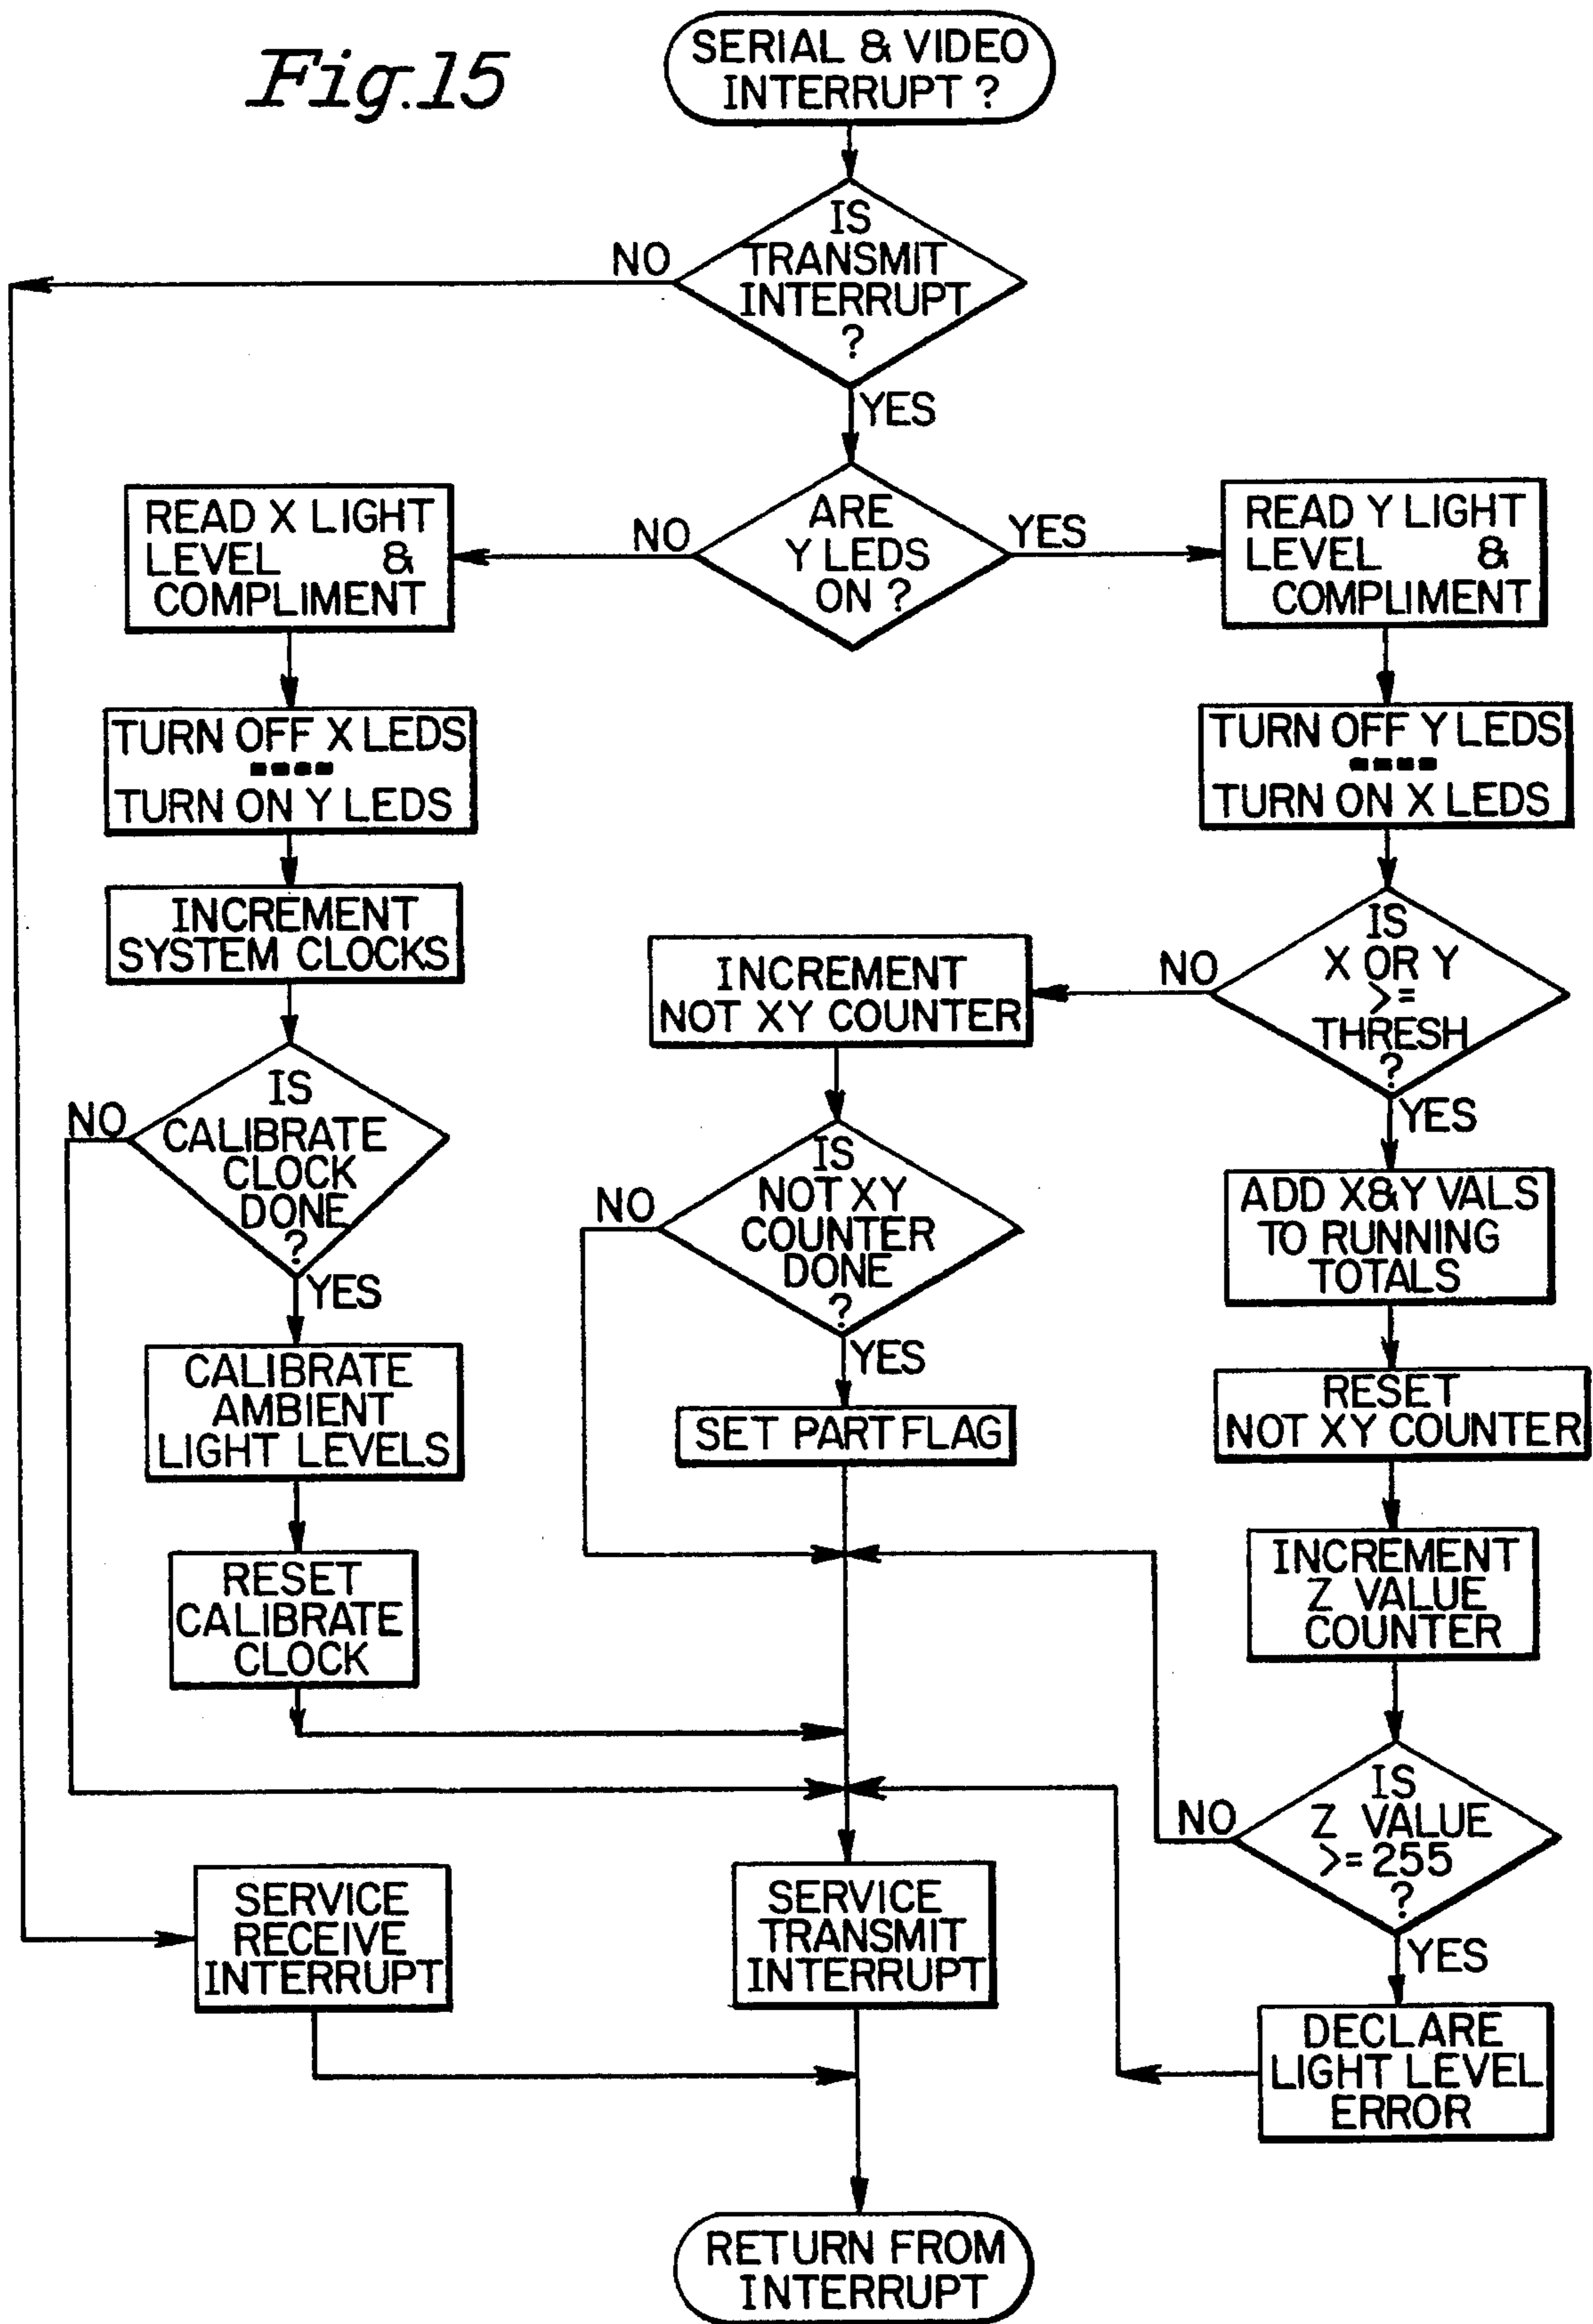 Fig.15
SERIAL & VIDEO
INTERRUPT ?
IS
TRANSMIT
INTERRUPT
?
NO
YES
ARE
Y LEDS
ON ?
NO
YES
READ X LIGHT
LEVEL &
COMPLIMENT
READ Y LIGHT
LEVEL &
COMPLIMENT
TURN OFF X LEDS
----
TURN ON Y LEDS
TURN OFF Y LEDS
----
TURN ON X LEDS
INCREMENT
SYSTEM CLOCKS
INCREMENT
NOT XY COUNTER
NO
IS
X OR Y
>=
THRESH
?
YES
NO
IS
CALIBRATE
CLOCK
DONE
?
YES
NO
IS
NOT XY
COUNTER
DONE
?
YES
ADD X&Y VALS
TO RUNNING
TOTALS
CALIBRATE
AMBIENT
LIGHT LEVELS
SET PART FLAG
RESET
NOT XY COUNTER
RESET
CALIBRATE
CLOCK
INCREMENT
Z VALUE
COUNTER
NO
IS
Z VALUE
>=255
?
YES
SERVICE
RECEIVE
INTERRUPT
SERVICE
TRANSMIT
INTERRUPT
DECLARE
LIGHT LEVEL
ERROR
RETURN FROM
INTERRUPT